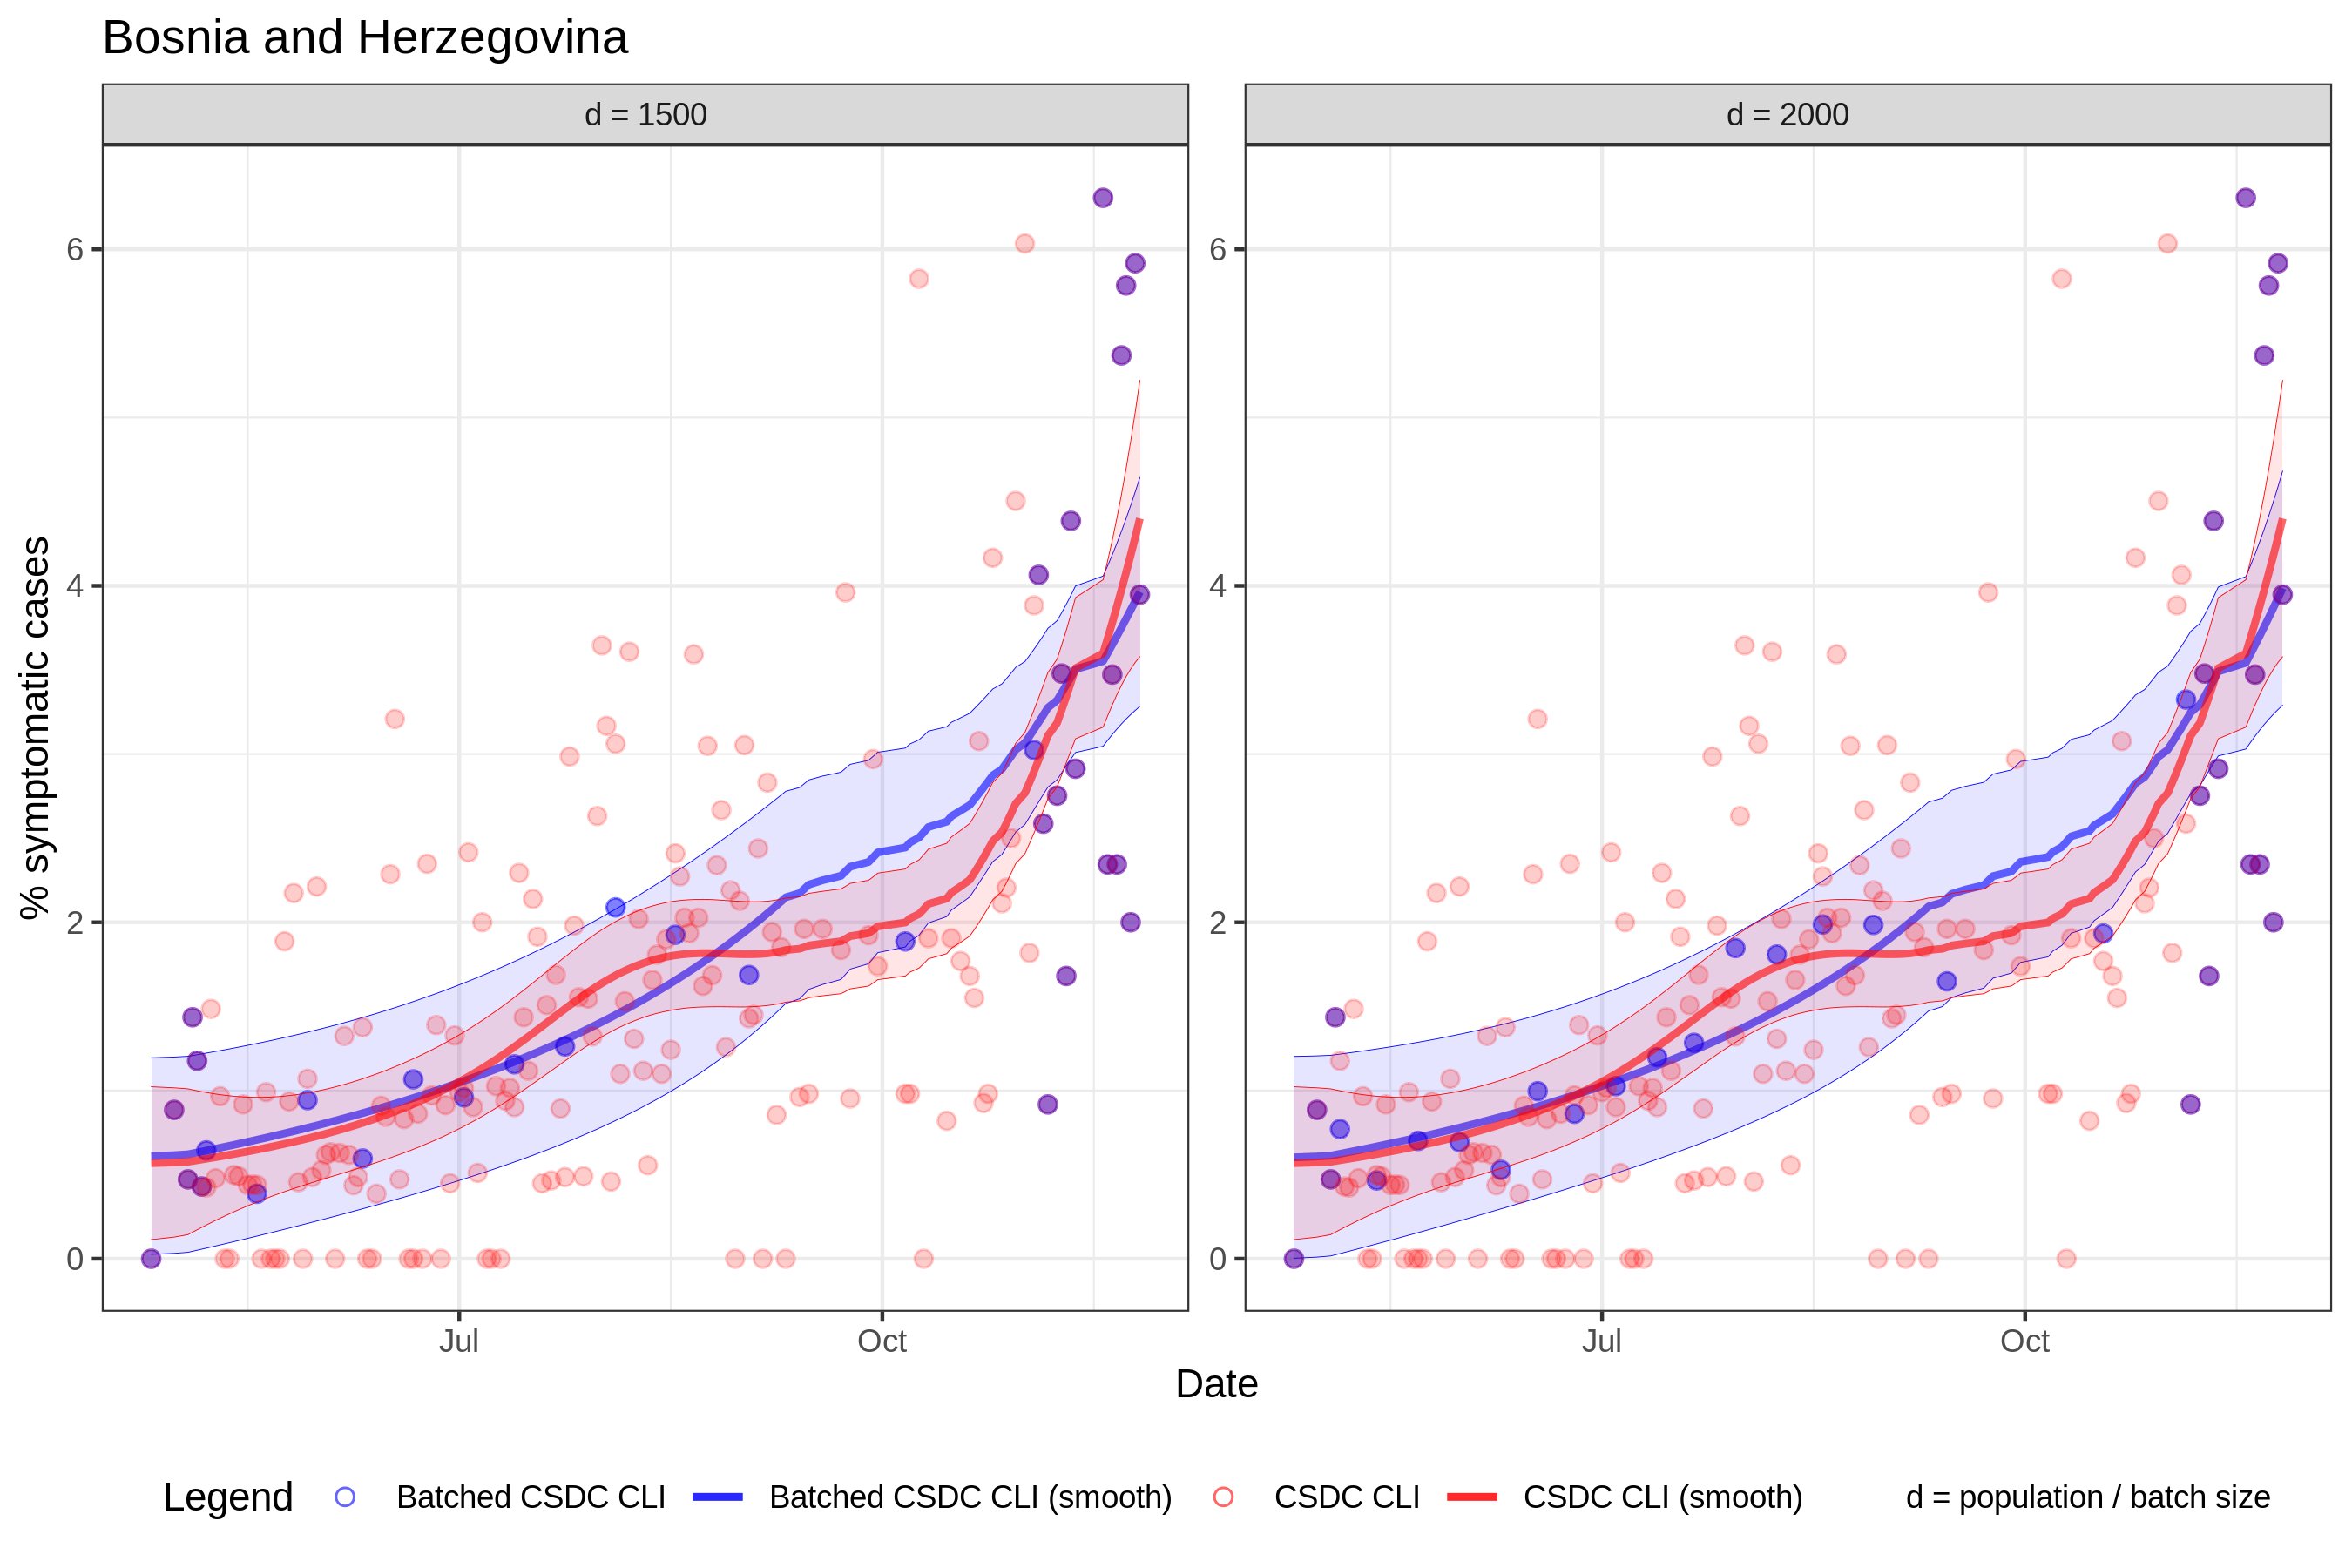 Bosnia and Herzegovina
d = 1500
d = 2000
% symptomatic cases
6
4
2
0
6
4
2
0
Jul
Oct
Jul
Oct
Date
Legend
Batched CSDC CLI
Batched CSDC CLI (smooth)
CSDC CLI
CSDC CLI (smooth)
d = population / batch size